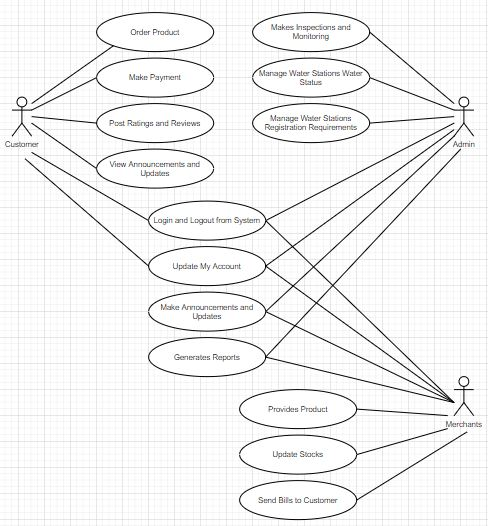 Order Product
Makes Inspections and
Monitoring
Make Payment
Manage Water Stations Water
Status
Post Ratings and Reviews
Manage Water Stations
Registration Requirements
Customer
Admin
View Announcements and
Updates
Login and Logout from System
Update My Account
Make Announcements and
Updates
Generates Reports
Provides Product
Merchants
Update Stocks
Send Bills to Customer